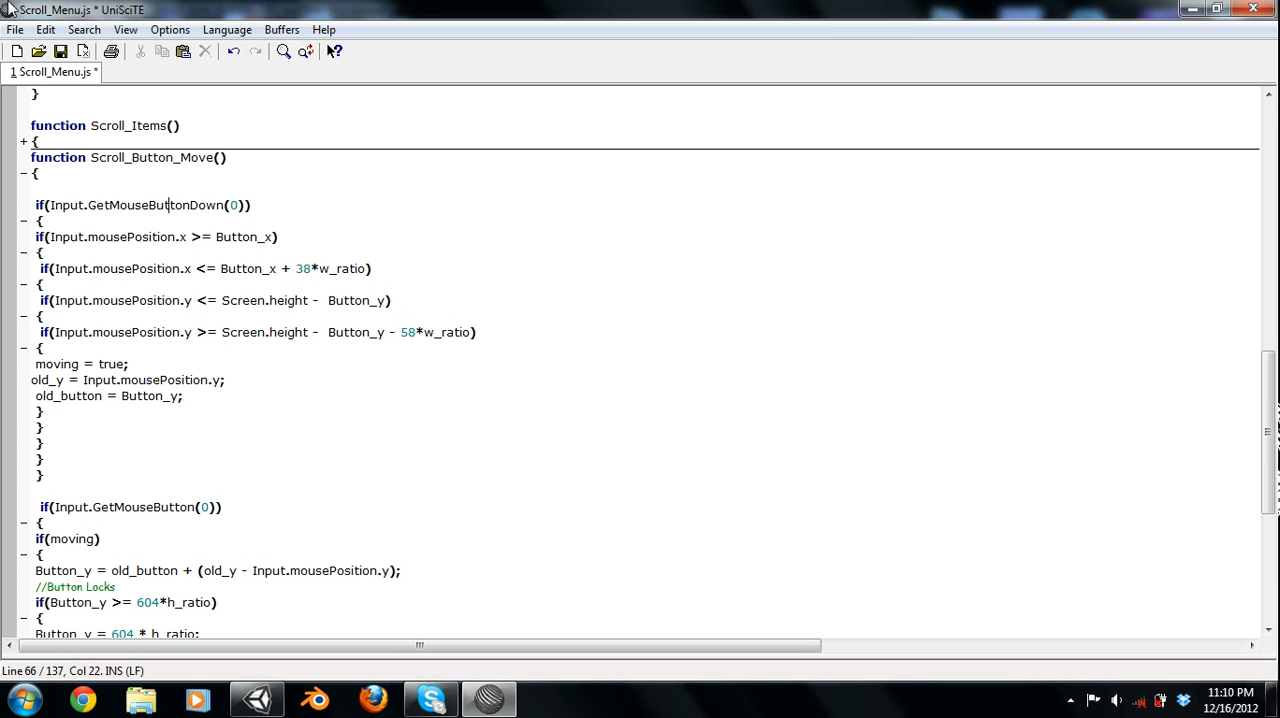 Scroll_Menu.js * UniSciTE
File Edit Search View Options Language Buffers Help
1 Scroll_Menu.js *
}
function Scroll_Items()
{
function Scroll_Button_Move()
{
if(Input.GetMouseButtonDown(0))
{
if(Input.mousePosition.x >= Button_x)
{
if(Input.mousePosition.x <= Button_x + 38*w_ratio)
{
if(Input.mousePosition.y <= Screen.height -  Button_y)
{
if(Input.mousePosition.y >= Screen.height -  Button_y - 58*w_ratio)
{
moving = true;
old_y = Input.mousePosition.y;
old_button = Button_y;
}
}
}
}
}
if(Input.GetMouseButton(0))
{
if(moving)
{
Button_y = old_button + (old_y - Input.mousePosition.y);
//Button Locks
if(Button_y >= 604*h_ratio)
{
Button_y = 604 * h_ratio;
Line 66 / 137, Col 22. INS (LF)
11:10 PM
12/16/2012